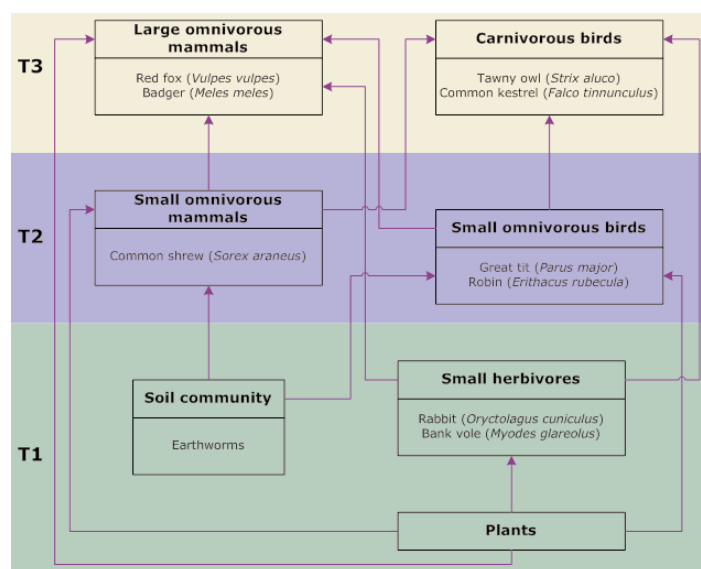 T3
Large omnivorous
mammals
Red fox (Vulpes vulpes)
Badger (Meles meles)
Carnivorous birds
Tawny owl (Strix aluco)
Common kestrel (Falco tinnunculus)
T2
Small omnivorous
mammals
Common shrew (Sorex araneus)
Small omnivorous birds
Great tit (Parus major)
Robin (Erithacus rubecula)
T1
Soil community
Earthworms
Small herbivores
Rabbit (Oryctolagus cuniculus)
Bank vole (Myodes glareolus)
Plants